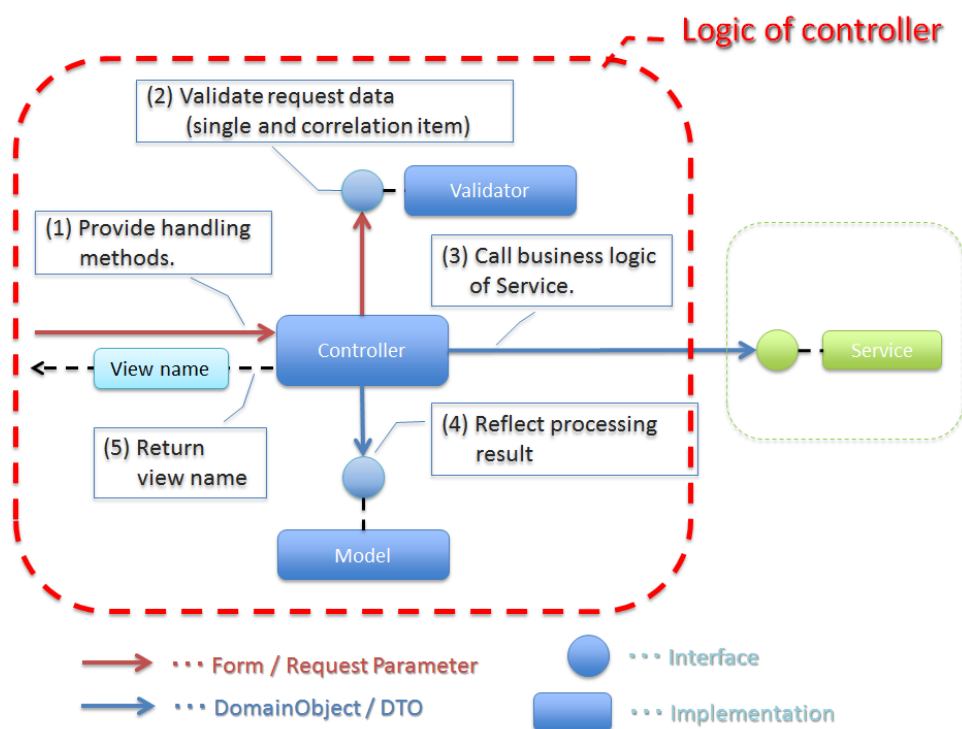 Logic of controller
(2) Validate request data
(single and correlation item)
Validator
(1) Provide handling
methods.
(3) Call business logic
of Service.
Controller
Service
View name
(4) Reflect processing
result
(5) Return
view name
Model
··· Form / Request Parameter
··· Interface
··· DomainObject / DTO
··· Implementation